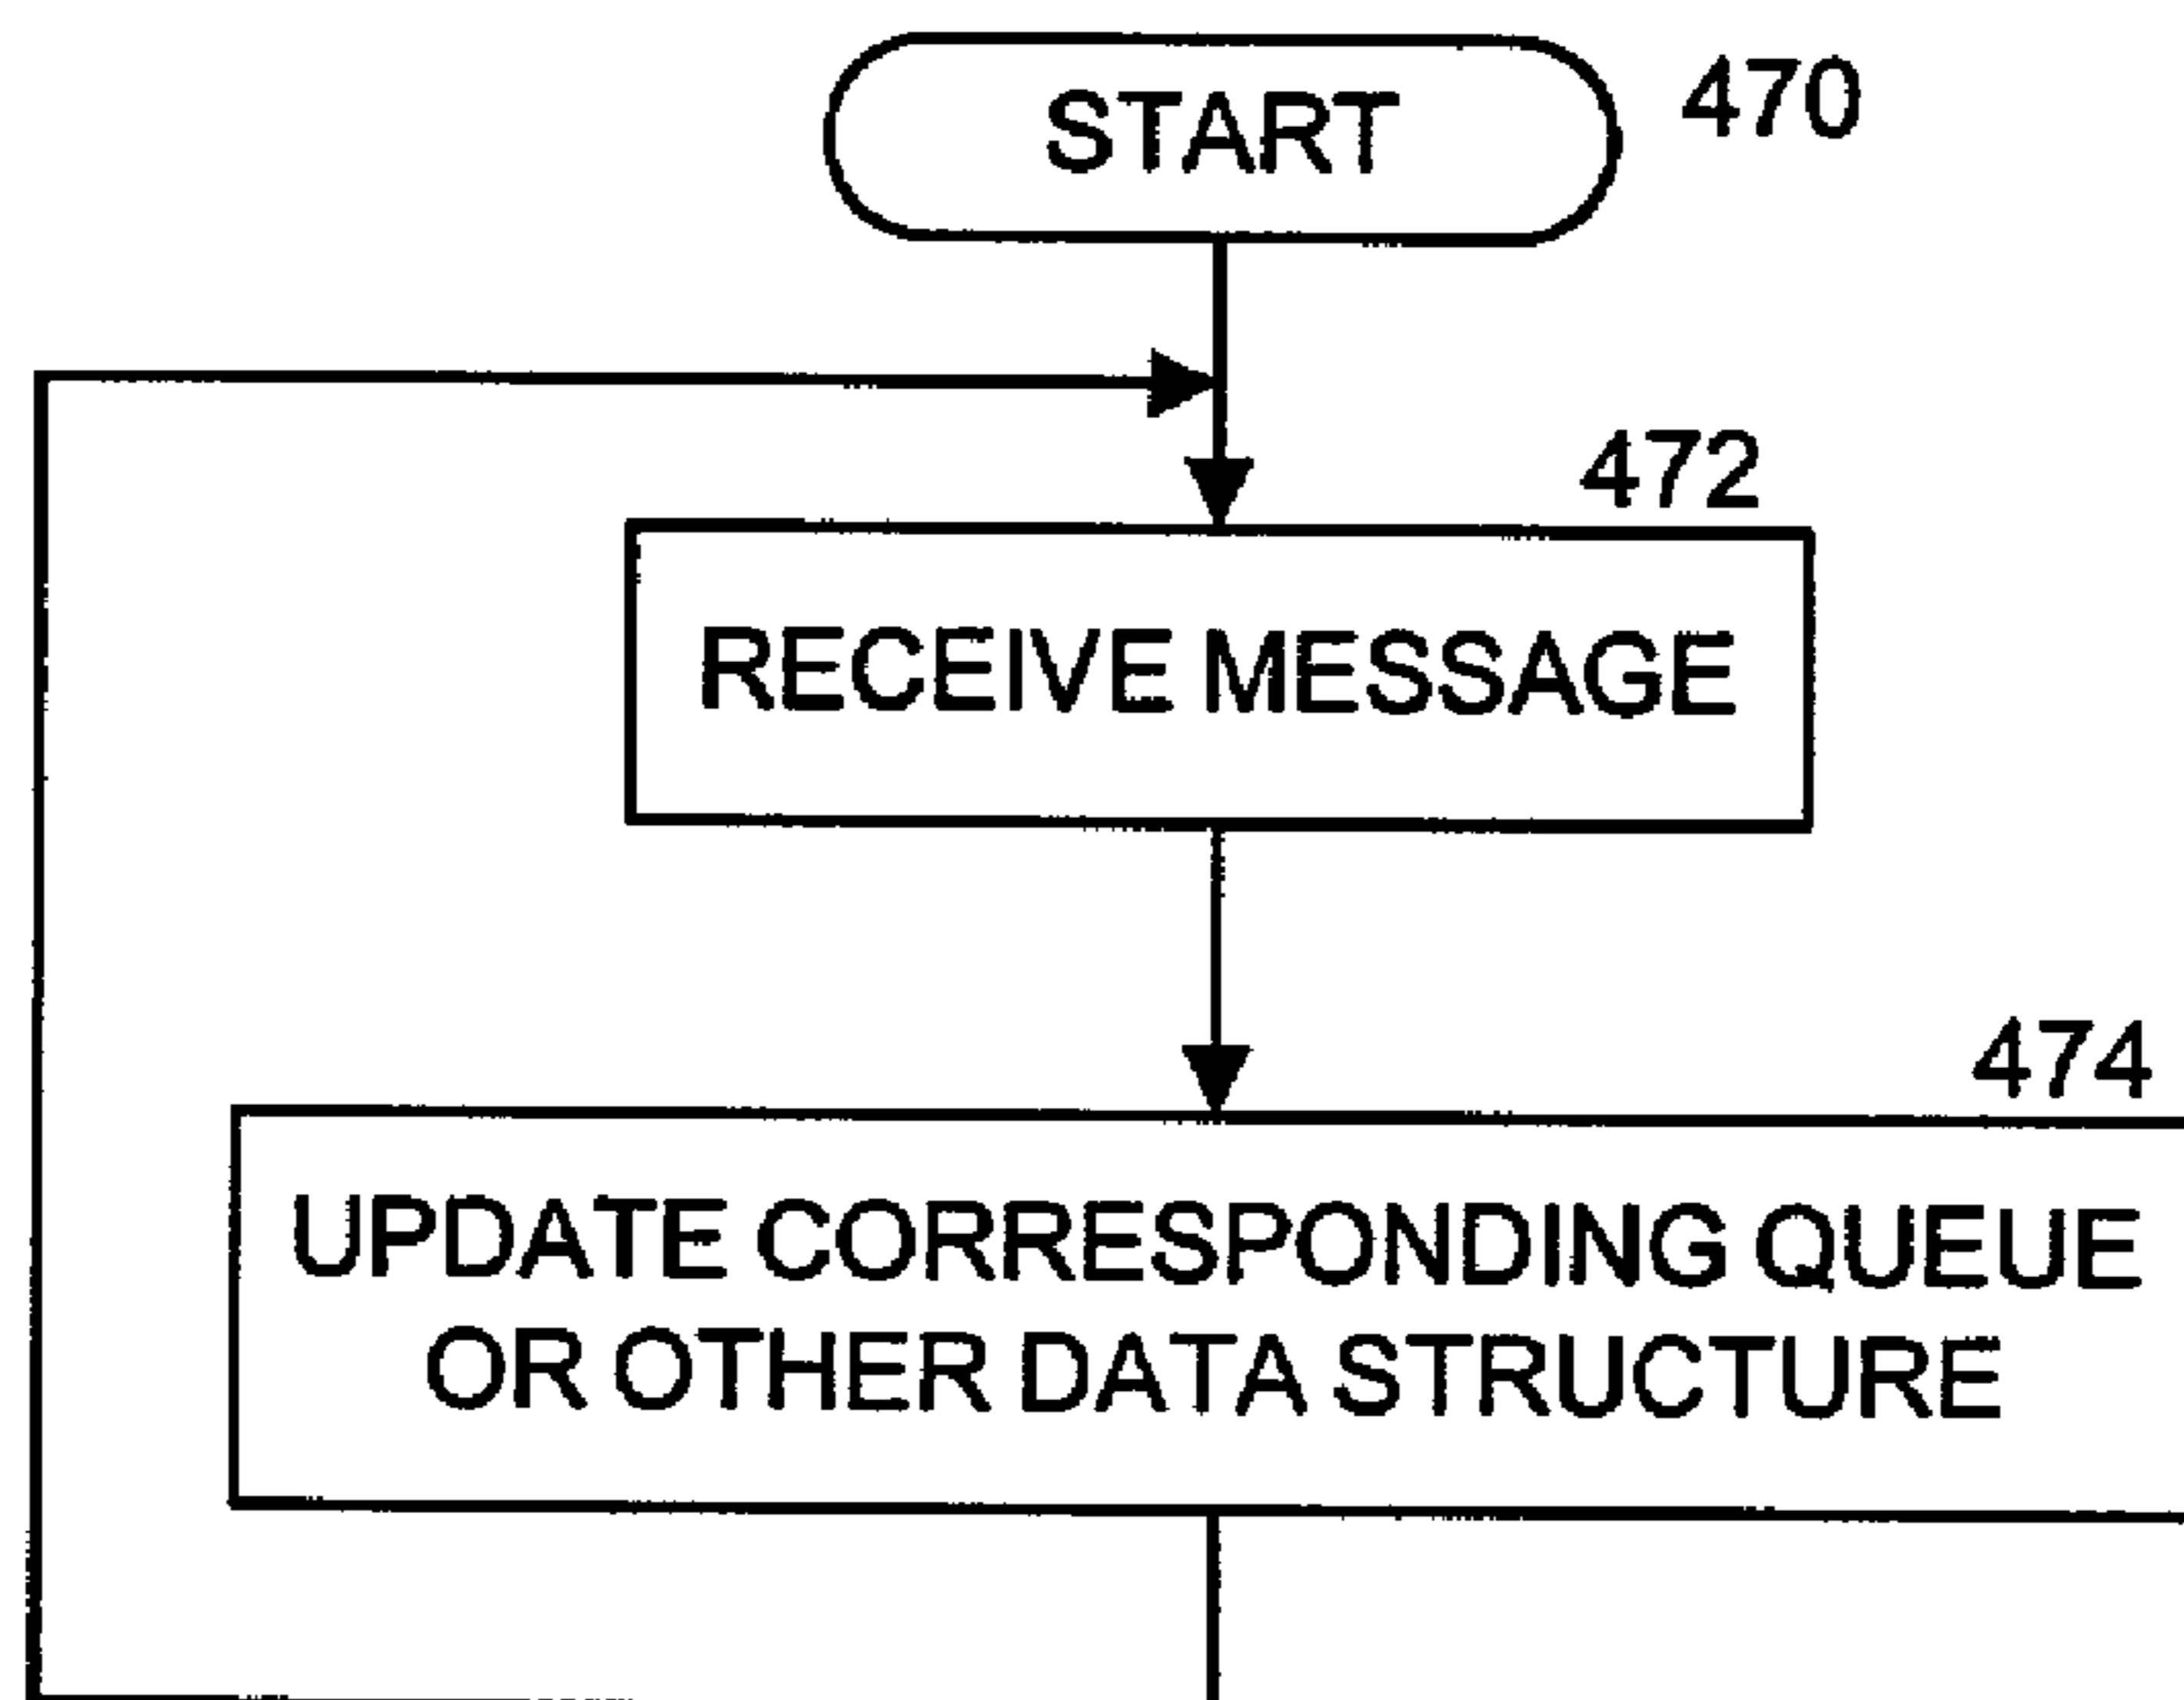 START
470
472
RECEIVE MESSAGE
474
UPDATE CORRESPONDING QUEUE
OR OTHER DATA STRUCTURE